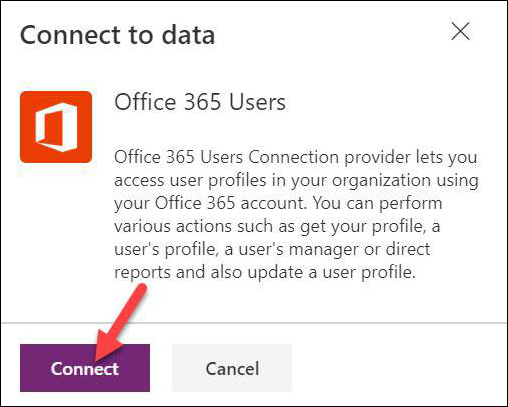 Connect to data
Office 365 Users
Office 365 Users Connection provider lets you
access user profiles in your organization using
your Office 365 account. You can perform
various actions such as get your profile, a
user's profile, a user's manager or direct
reports and also update a user profile.
Connect
Cancel